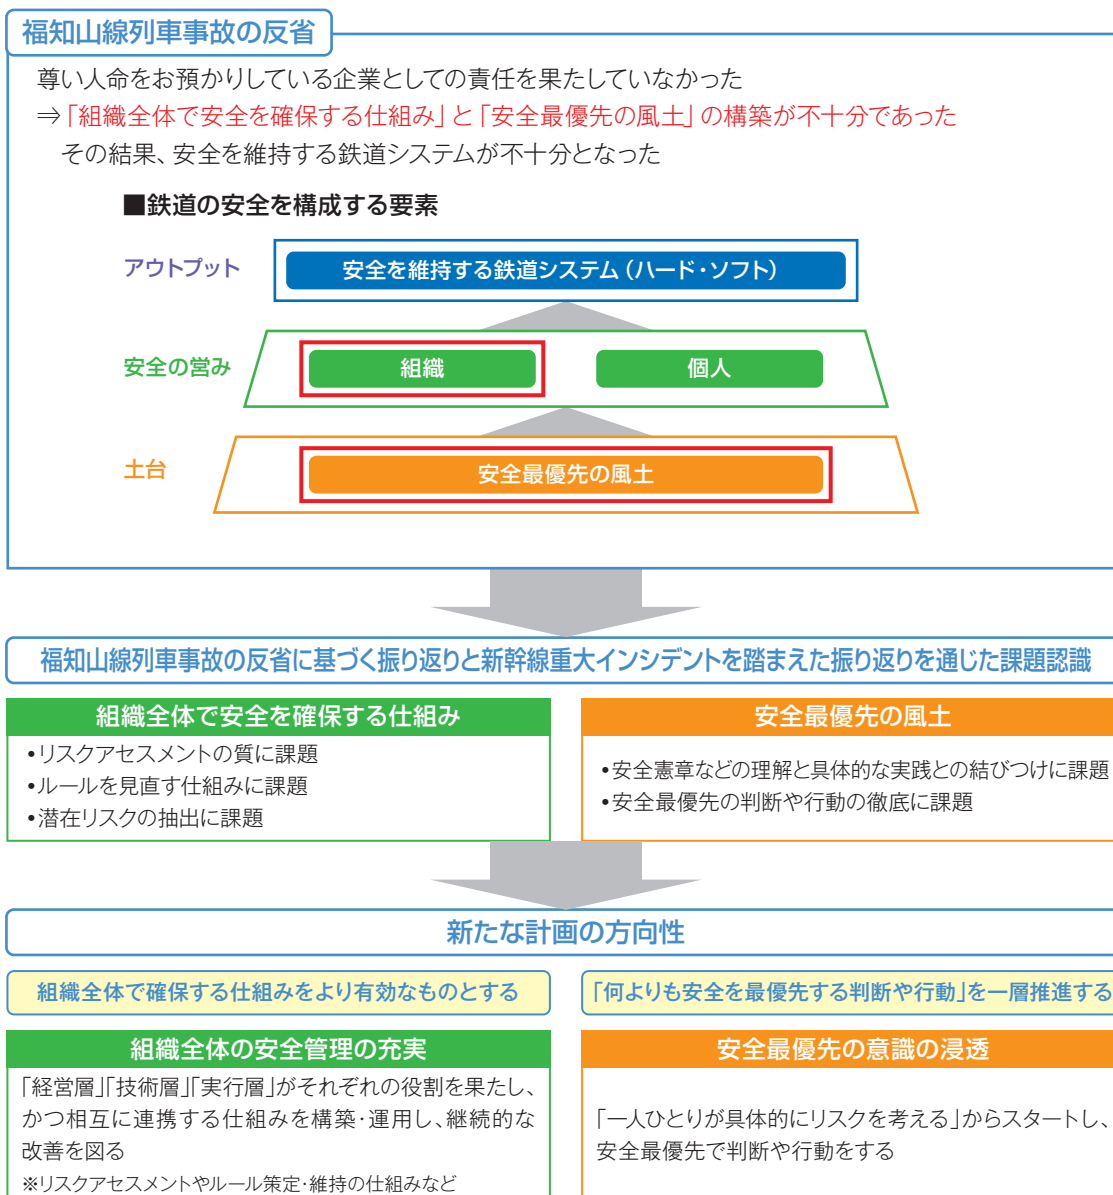 福知山線列車事故の反省
尊い人命をお預かりしている企業としての責任を果たしていなかった
⇒「組織全体で安全を確保する仕組み」と「安全最優先の風土」の構築が不十分であった
その結果、安全を維持する鉄道システムが不十分となった
■鉄道の安全を構成する要素
アウトプット
安全を維持する鉄道システム（ハード・ソフト）
安全の営み
組織
個人
土台
安全最優先の風土
福知山線列車事故の反省に基づく振り返りと新幹線重大インシデントを踏まえた振り返りを通じた課題認識
組織全体で安全を確保する仕組み
•リスクアセスメントの質に課題
•ルールを見直す仕組みに課題
•潜在リスクの抽出に課題
安全最優先の風土
•安全憲章などの理解と具体的な実践との結びつけに課題
•安全最優先の判断や行動の徹底に課題
新たな計画の方向性
組織全体で確保する仕組みをより有効なものとする
「何よりも安全を最優先する判断や行動」を一層推進する
組織全体の安全管理の充実
「経営層」「技術層」「実行層」がそれぞれの役割を果たし、
かつ相互に連携する仕組みを構築・運用し、継続的な
改善を図る
※リスクアセスメントやルール策定・維持の仕組みなど
安全最優先の意識の浸透
「一人ひとりが具体的にリスクを考える」からスタートし、
安全最優先で判断や行動をする